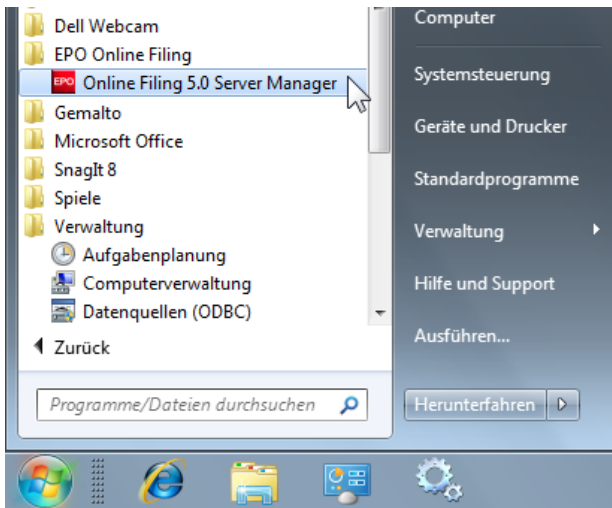 Dell Webcam
EPO Online Filing
EPO Online Filing 5.0 Server Manager
Gemalto
Microsoft Office
SnagIt 8
Spiele
Verwaltung
Aufgabenplanung
Computerverwaltung
Datenquellen (ODBC)
Zurück
Programme/Dateien durchsuchen
Computer
Systemsteuerung
Geräte und Drucker
Standardprogramme
Verwaltung
Hilfe und Support
Ausführen...
Herunterfahren